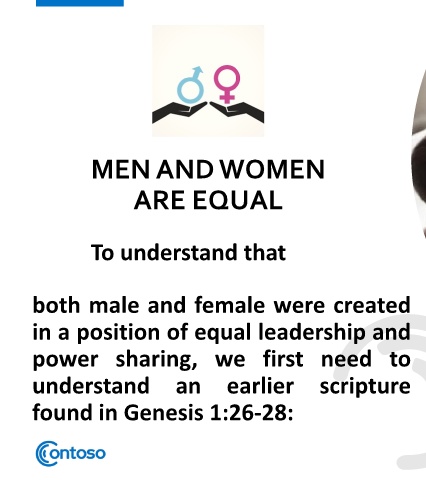 MEN AND WOMEN
ARE EQUAL
To understand that
both male and female were created
in a position of equal leadership and
power sharing, we first need to
understand an earlier scripture
found in Genesis 1:26-28:
Contoso